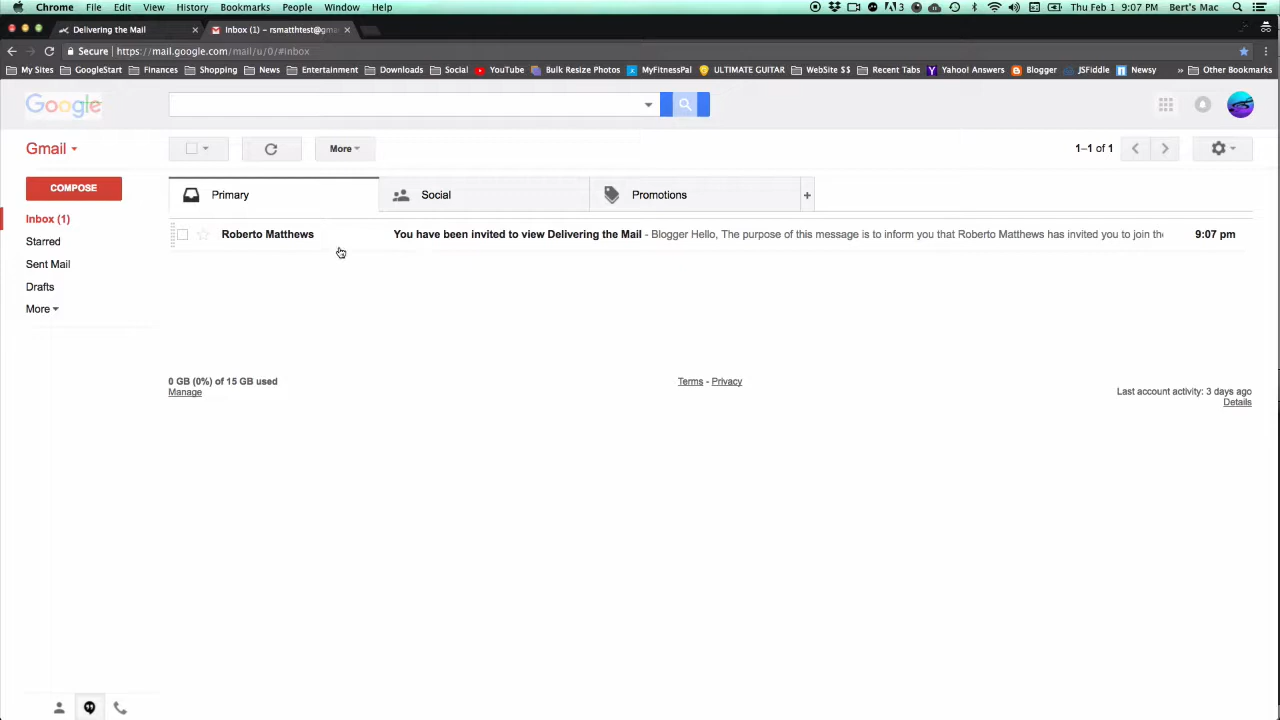 Chrome File Edit View History Bookmarks People Window Help 3 Thu Feb 1 9:07 PM Bert's Mac
Delivering the Mail Inbox (1) – rsmatthtest@gma
Secure https://mail.google.com/mail/u/0/#inbox
My Sites GoogleStart Finances Shopping News Entertainment Downloads Social YouTube Bulk Resize Photos MyFitnessPal ULTIMATE GUITAR WebSite $$ Recent Tabs Yahoo! Answers Blogger JSFiddle Newsy » Other Bookmarks
Google
Gmail More 1–1 of 1
COMPOSE
Primary Social Promotions +
Inbox (1)
Roberto Matthews You have been invited to view Delivering the Mail - Blogger Hello, The purpose of this message is to inform you that Roberto Matthews has invited you to join the 9:07 pm
Starred
Sent Mail
Drafts
More
0 GB (0%) of 15 GB used
Manage
Terms - Privacy
Last account activity: 3 days ago
Details